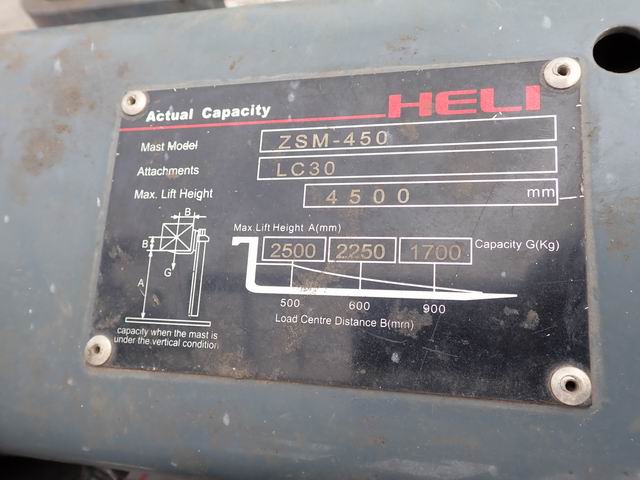 Actual Capacity HELI
Mast Model ZSM-450
Attachments LC30
Max. Lift Height 4500 mm
B
B
G
A
Max.Lift Height A(mm)
2500 2250 1700 Capacity G(Kg)
500 600 900
Load Centre Distance B(mm)
capacity when the mast is
under the vertical condition